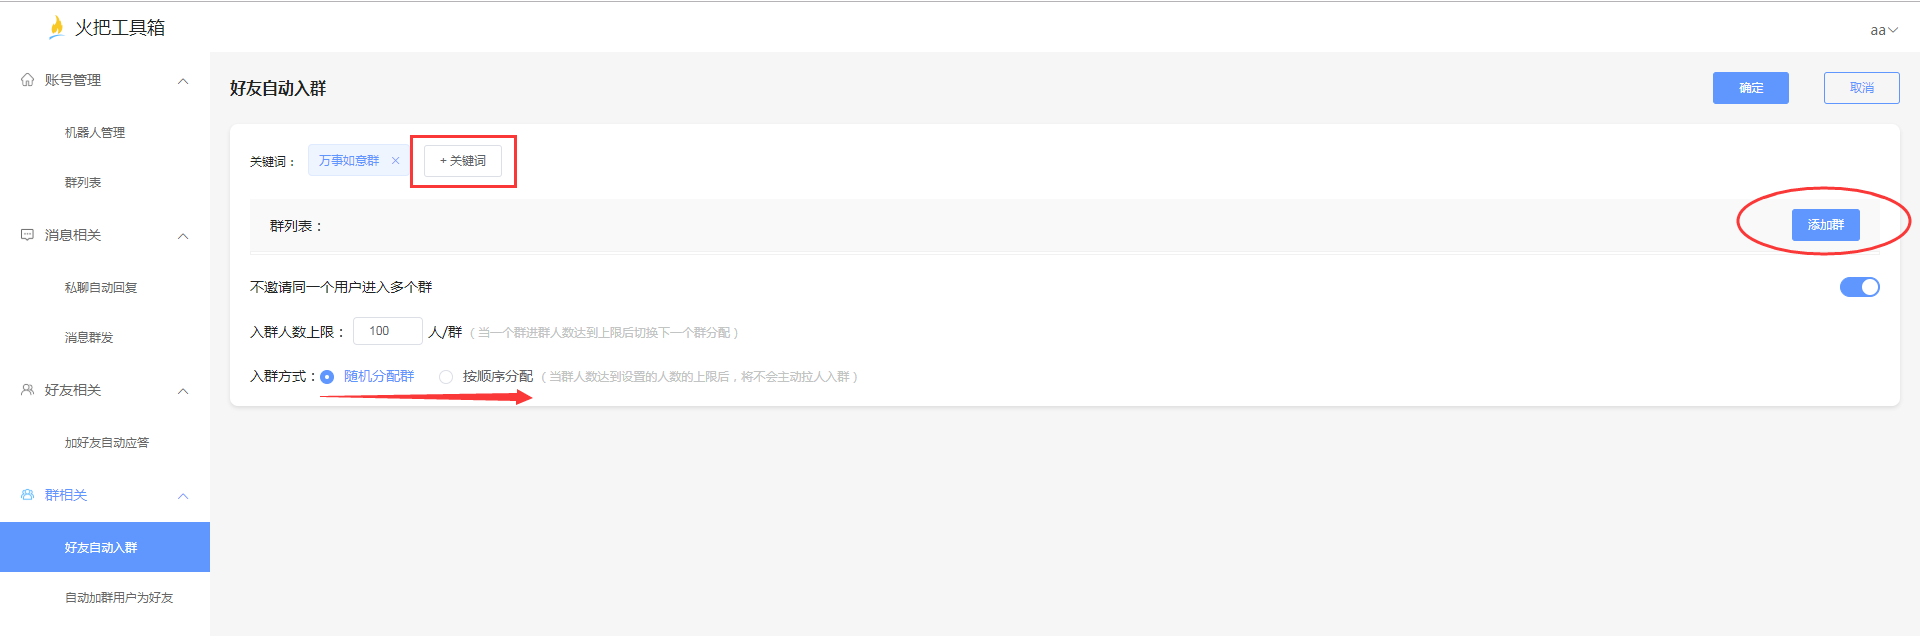 火把工具箱
aa
账号管理
机器人管理
群列表
消息相关
私聊自动回复
消息群发
好友相关
加好友自动应答
群相关
好友自动入群
自动加群用户为好友
好友自动入群
确定
取消
关键词：
万事如意群 ×
+ 关键词
群列表：
添加群
不邀请同一个用户进入多个群
入群人数上限： 100 人/群 （当一个群进群人数达到上限后切换下一个群分配）
入群方式： 随机分配群 按顺序分配 （当群人数达到设置的人数的上限后，将不会主动拉人入群）